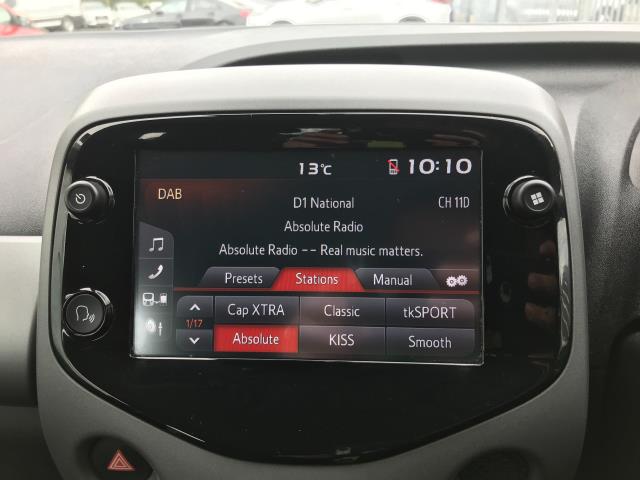 13°C 10:10
DAB
D1 National CH 11D
Absolute Radio
Absolute Radio -- Real music matters.
Presets Stations Manual
Cap XTRA Classic tkSPORT
1/17
Absolute KISS Smooth